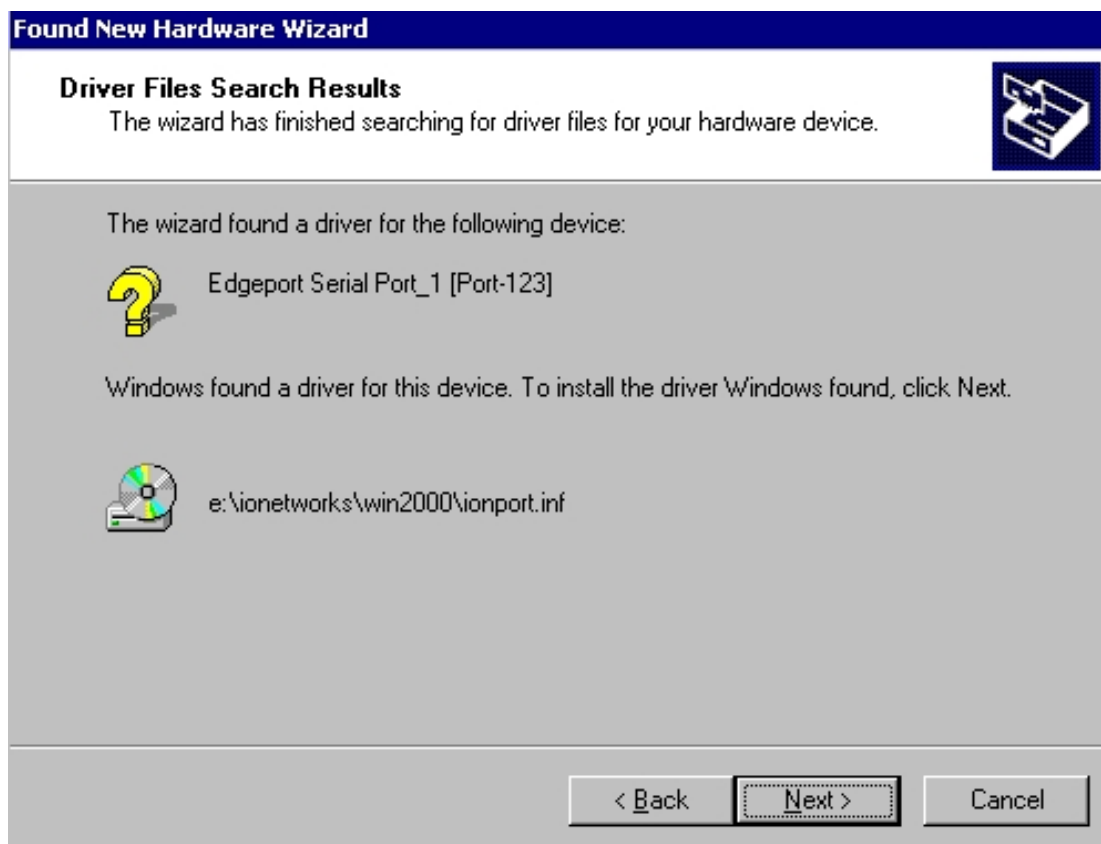 Found New Hardware Wizard
Driver Files Search Results
The wizard has finished searching for driver files for your hardware device.
The wizard found a driver for the following device:
Edgeport Serial Port_1 [Port-123]
Windows found a driver for this device. To install the driver Windows found, click Next.
e:\ionetworks\win2000\ionport.inf
< Back Next > Cancel